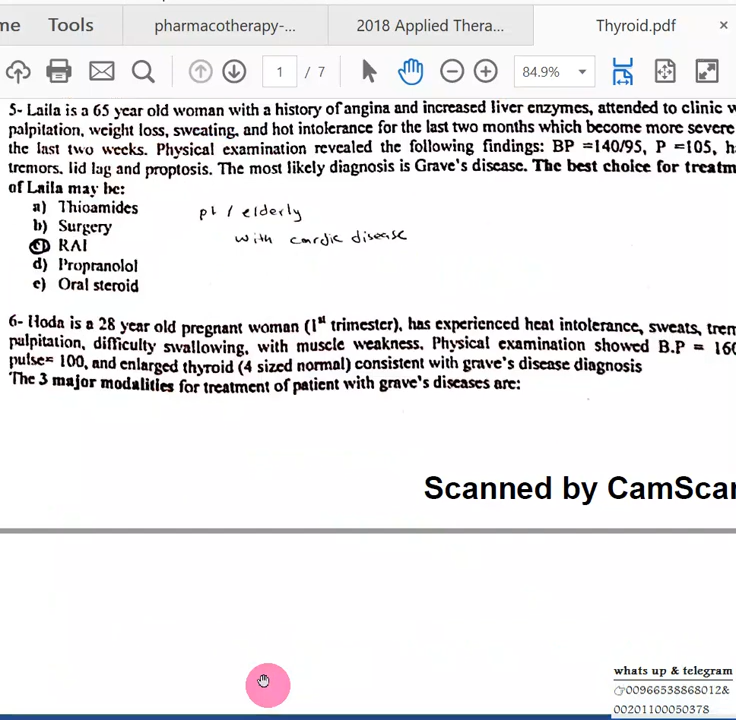 me Tools pharmacotherapy-... 2018 Applied Thera... Thyroid.pdf ×
1 / 7 84.9%
5- Laila is a 65 year old woman with a history of angina and increased liver enzymes, attended to clinic w
palpitation, weight loss, sweating, and hot intolerance for the last two months which become more severe
the last two weeks. Physical examination revealed the following findings: BP =140/95, P =105, h
tremors, lid lag and proptosis. The most likely diagnosis is Grave's disease. The best choice for treatm
of Laila may be:
a) Thioamides
pt / elderly
b) Surgery
with cardic disease
c) RAI
d) Propranolol
e) Oral steroid
6- Hoda is a 28 year old pregnant woman (1st trimester), has experienced heat intolerance, sweats, trem
palpitation, difficulty swallowing, with muscle weakness. Physical examination showed B.P = 160
pulse= 100, and enlarged thyroid (4 sized normal) consistent with grave's disease diagnosis
The 3 major modalities for treatment of patient with grave's diseases are:
Scanned by CamScan
whats up & telegram
00966538868012&
00201100050378